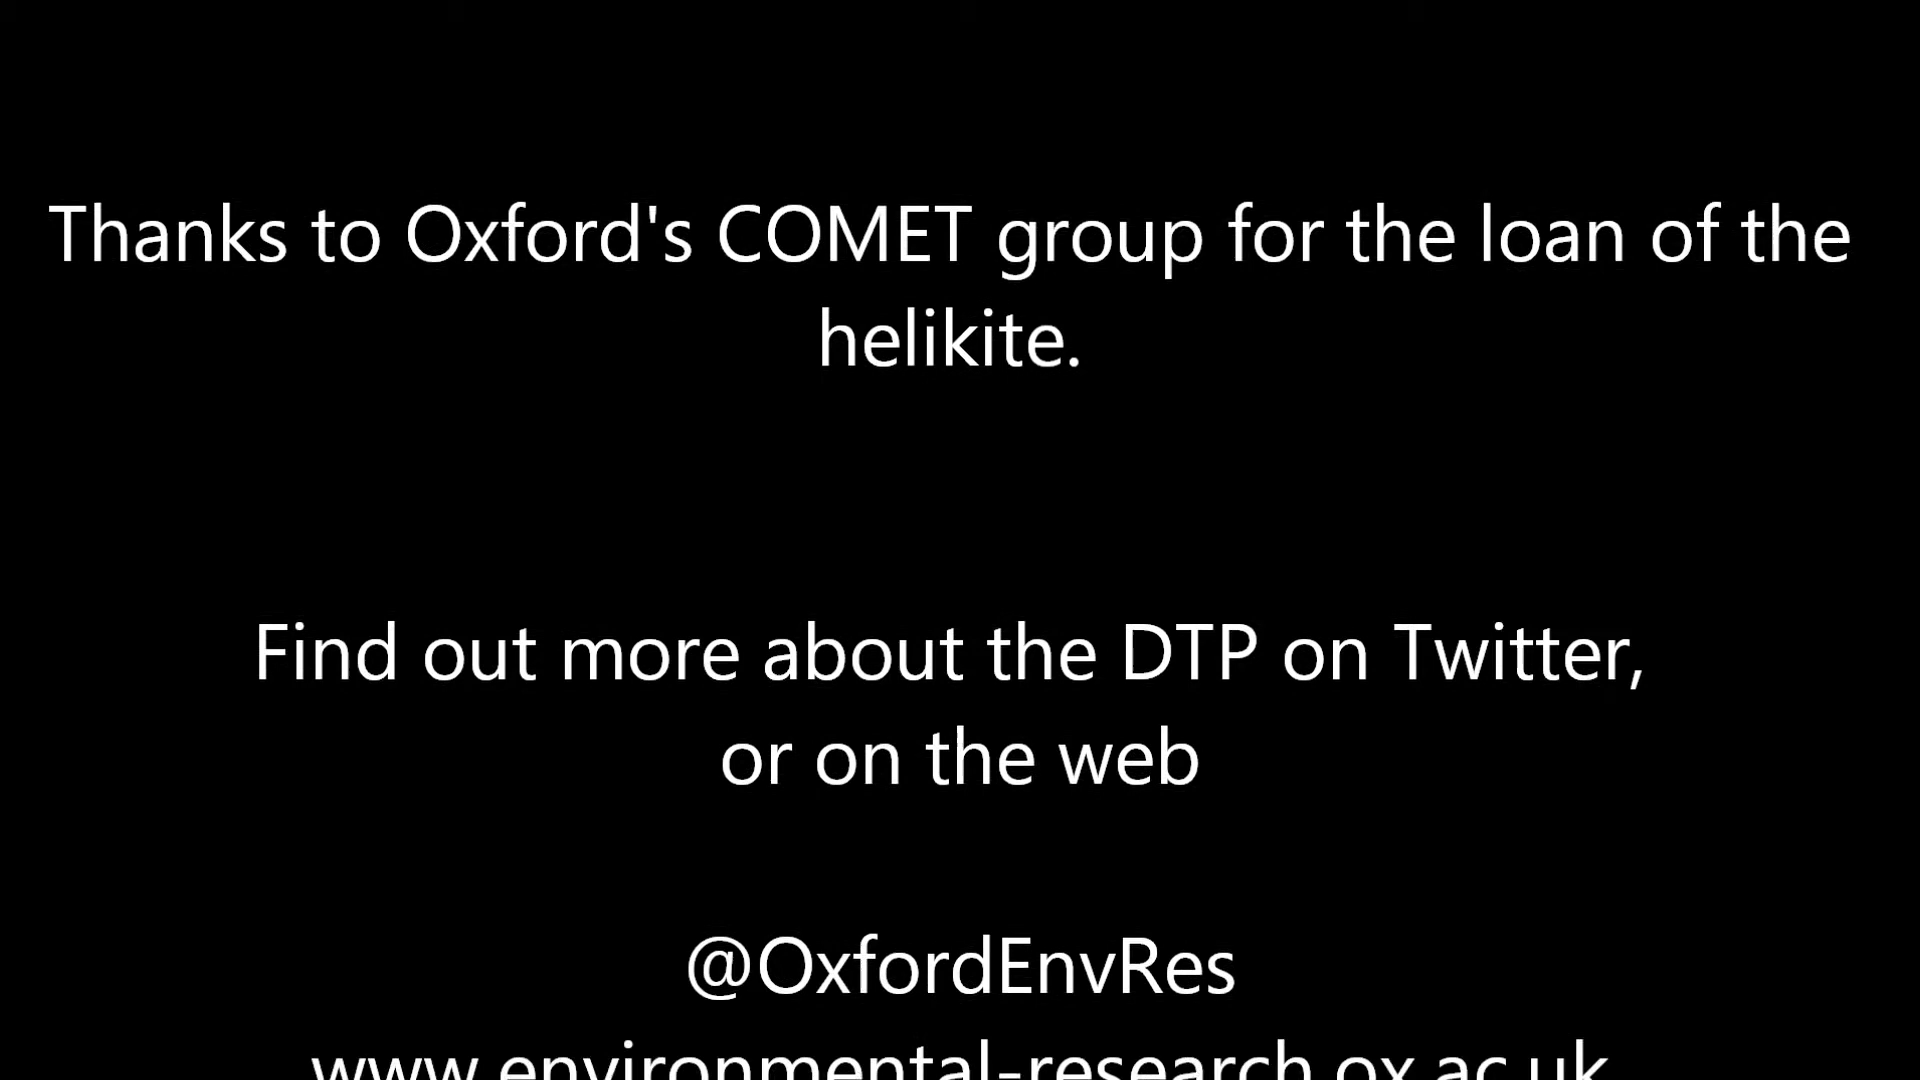 Thanks to Oxford's COMET group for the loan of the
helikite.
Find out more about the DTP on Twitter,
or on the web
@OxfordEnvRes
www.environmental-research.ox.ac.uk